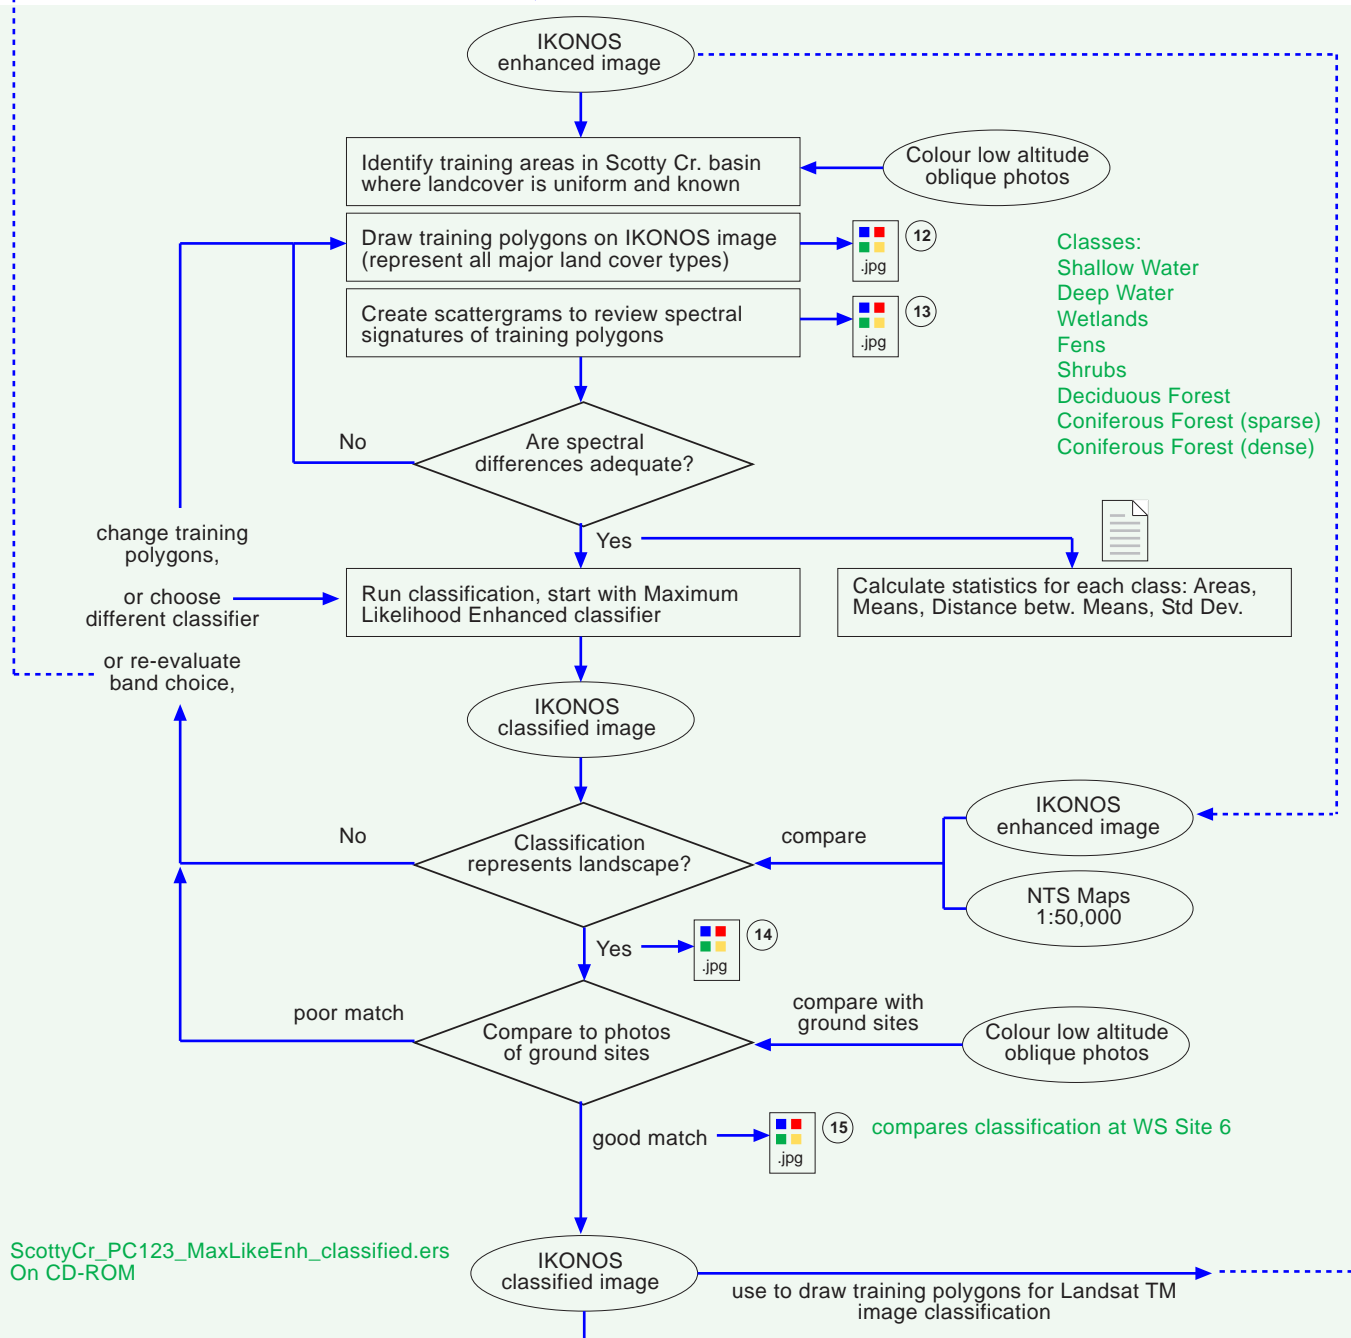 IKONOS
enhanced image
Identify training areas in Scotty Cr. basin
where landcover is uniform and known
Colour low altitude
oblique photos
Draw training polygons on IKONOS image
(represent all major land cover types)
.jpg
12
Create scattergrams to review spectral
signatures of training polygons
.jpg
13
Classes:
Shallow Water
Deep Water
Wetlands
Fens
Shrubs
Deciduous Forest
Coniferous Forest (sparse)
Coniferous Forest (dense)
No
Are spectral
differences adequate?
Yes
change training
polygons,
or choose
different classifier
or re-evaluate
band choice,
Run classification, start with Maximum
Likelihood Enhanced classifier
Calculate statistics for each class: Areas,
Means, Distance betw. Means, Std Dev.
IKONOS
classified image
No
Classification
represents landscape?
compare
IKONOS
enhanced image
NTS Maps
1:50,000
Yes
.jpg
14
poor match
Compare to photos
of ground sites
compare with
ground sites
Colour low altitude
oblique photos
good match
.jpg
15
compares classification at WS Site 6
ScottyCr_PC123_MaxLikeEnh_classified.ers
On CD-ROM
IKONOS
classified image
use to draw training polygons for Landsat TM
image classification